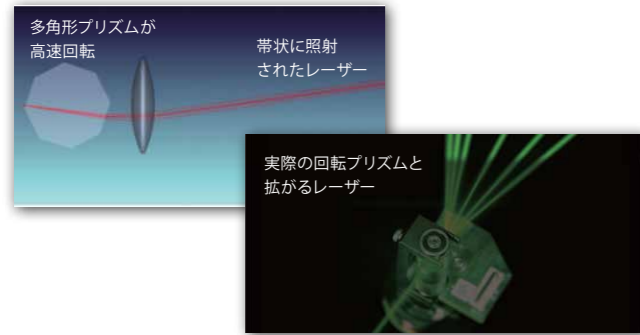 多角形プリズムが
高速回転
帯状に照射
されたレーザー
実際の回転プリズムと
拡がるレーザー